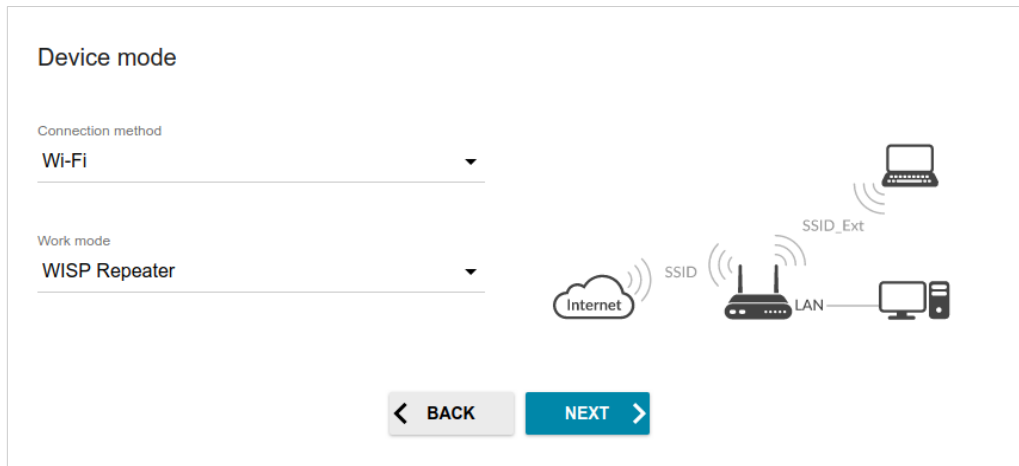 Device mode
Connection method
Wi-Fi
Work mode
WISP Repeater
SSID_Ext
SSID
Internet
LAN
BACK
NEXT